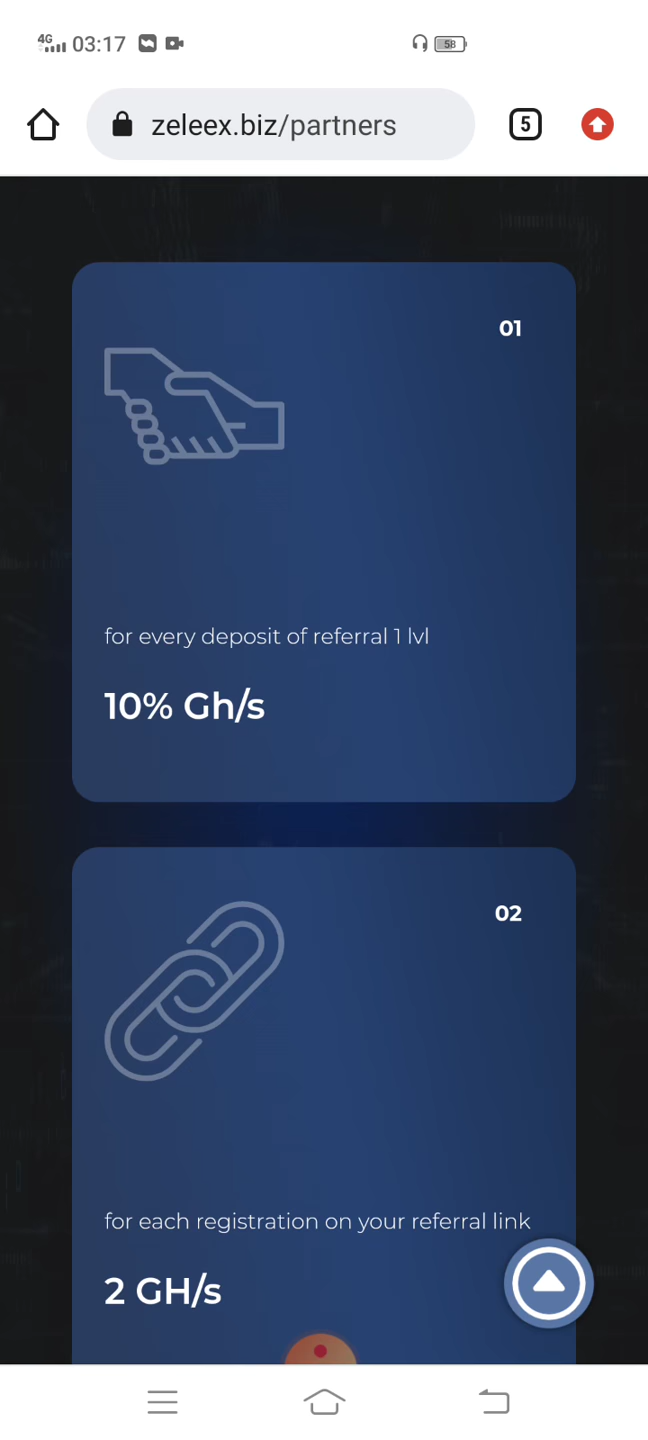 4G 03:17 58
zeleex.biz/partners 5
01
for every deposit of referral 1 lvl
10% Gh/s
02
for each registration on your referral link
2 GH/s